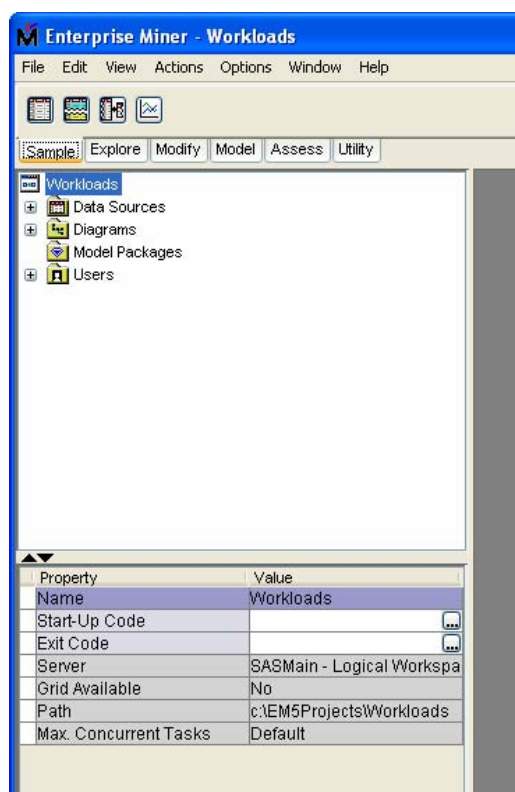 Enterprise Miner - Workloads
File Edit View Actions Options Window Help
Sample Explore Modify Model Assess Utility
Workloads
Data Sources
Diagrams
Model Packages
Users
Property Value
Name Workloads
Start-Up Code ...
Exit Code ...
Server SASMain - Logical Workspa
Grid Available No
Path c:\EM5Projects\Workloads
Max. Concurrent Tasks Default